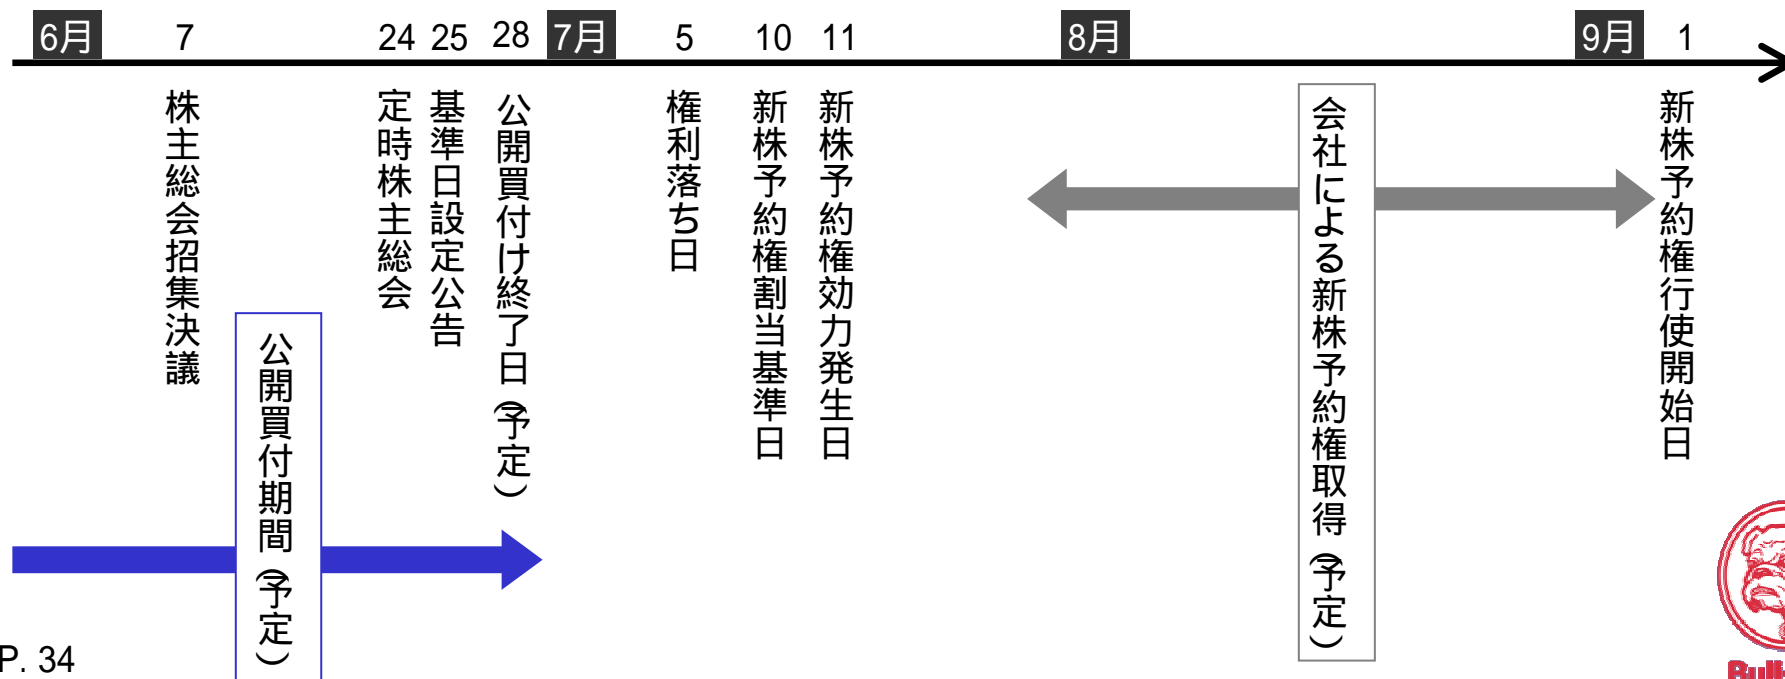 6月 7 24 25 28 7月 5 10 11 8月 9月 1
株主総会招集決議
公開買付期間(予定)
定時株主総会
基準日設定公告
公開買付け終了日(予定)
権利落ち日
新株予約権割当基準日
新株予約権効力発生日
会社による新株予約権取得(予定)
新株予約権行使開始日
P. 34